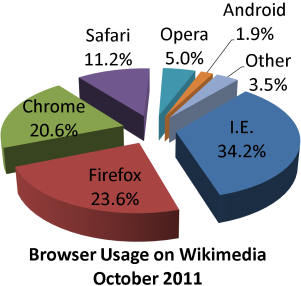 Android
1.9%
Opera
5.0%
Safari
11.2%
Other
3.5%
Chrome
20.6%
I.E.
34.2%
Firefox
23.6%
Browser Usage on Wikimedia
October 2011